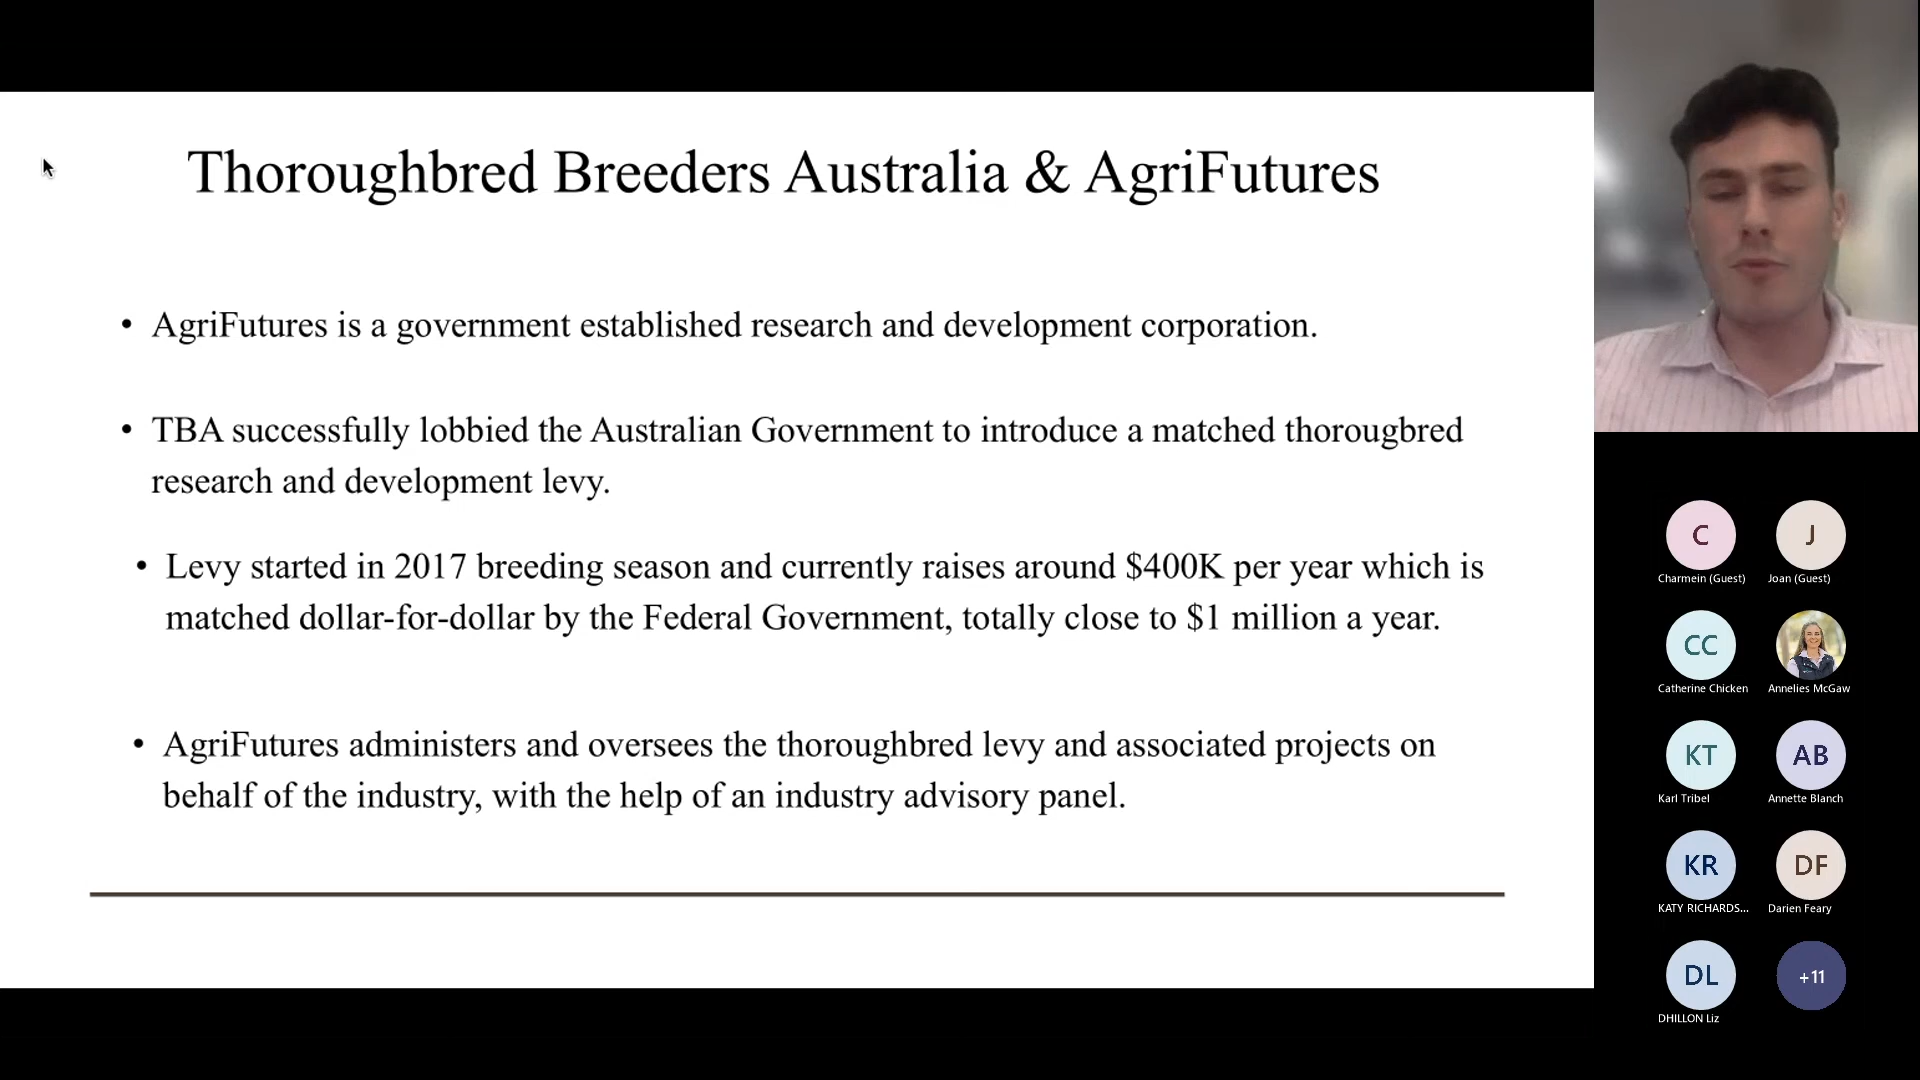 Thoroughbred Breeders Australia & AgriFutures
• AgriFutures is a government established research and development corporation.
• TBA successfully lobbied the Australian Government to introduce a matched thorougbred
research and development levy.
• Levy started in 2017 breeding season and currently raises around $400K per year which is
matched dollar-for-dollar by the Federal Government, totally close to $1 million a year.
• AgriFutures administers and oversees the thoroughbred levy and associated projects on
behalf of the industry, with the help of an industry advisory panel.
C
J
Charmein (Guest)
Joan (Guest)
CC
Catherine Chicken
Annelies McGaw
KT
AB
Karl Tribel
Annette Blanch
KR
DF
KATY RICHARDS...
Darien Feary
DL
+11
DHILLON Liz